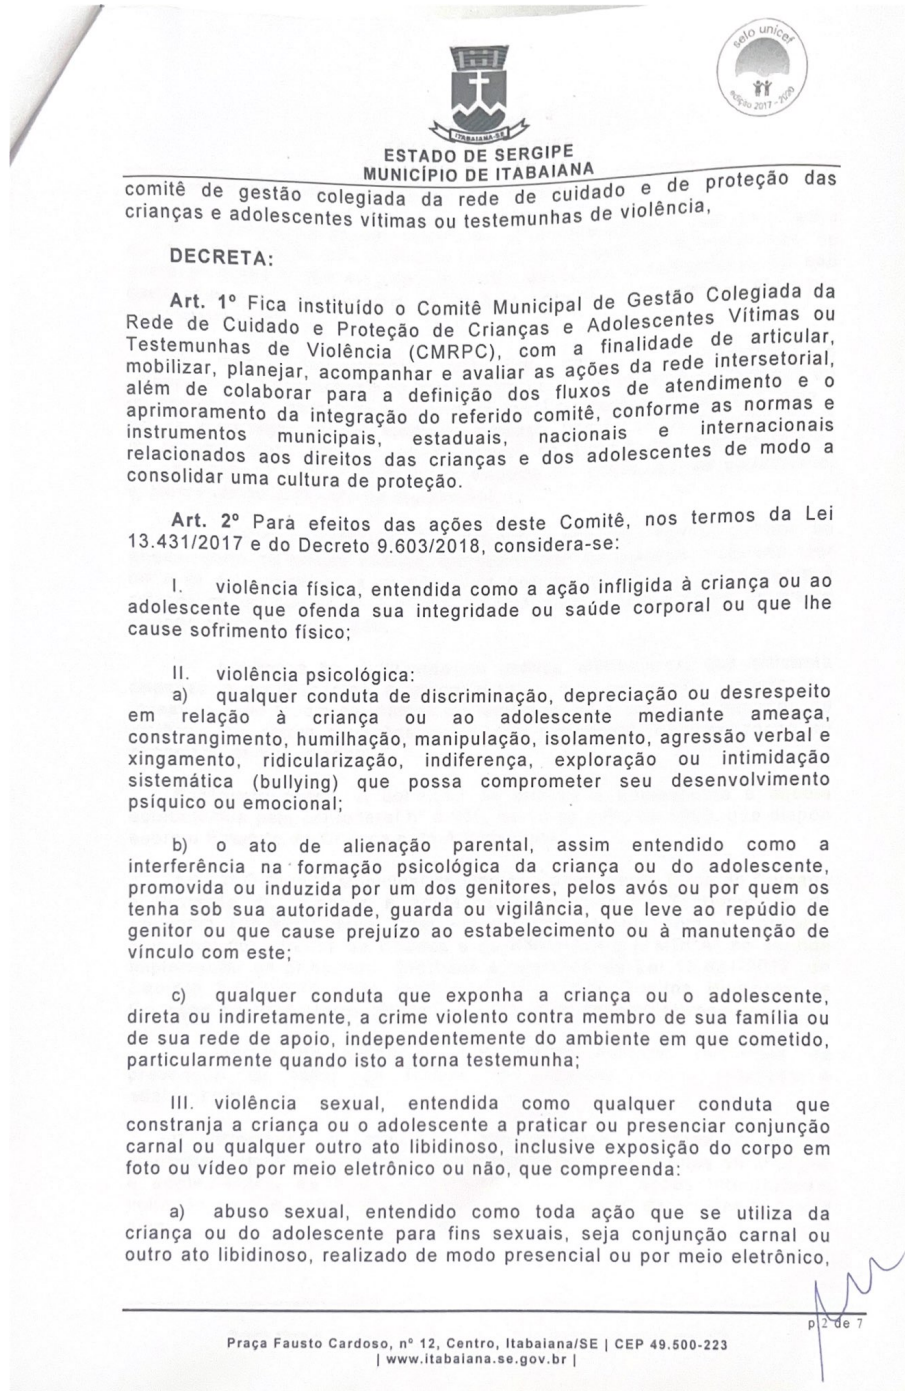 selo unicef
edição 2017 - 2020
ITABAIANA-SE
ESTADO DE SERGIPE
MUNICÍPIO DE ITABAIANA
comitê de gestão colegiada da rede de cuidado e de proteção das
crianças e adolescentes vítimas ou testemunhas de violência,
DECRETA:
Art. 1º Fica instituído o Comitê Municipal de Gestão Colegiada da
Rede de Cuidado e Proteção de Crianças e Adolescentes Vítimas ou
Testemunhas de Violência (CMRPC), com a finalidade de articular,
mobilizar, planejar, acompanhar e avaliar as ações da rede intersetorial,
além de colaborar para a definição dos fluxos de atendimento e o
aprimoramento da integração do referido comitê, conforme as normas e
instrumentos municipais, estaduais, nacionais e internacionais
relacionados aos direitos das crianças e dos adolescentes de modo a
consolidar uma cultura de proteção.
Art. 2º Para efeitos das ações deste Comitê, nos termos da Lei
13.431/2017 e do Decreto 9.603/2018, considera-se:
I. violência física, entendida como a ação infligida à criança ou ao
adolescente que ofenda sua integridade ou saúde corporal ou que lhe
cause sofrimento físico;
II. violência psicológica:
a) qualquer conduta de discriminação, depreciação ou desrespeito
em relação à criança ou ao adolescente mediante ameaça,
constrangimento, humilhação, manipulação, isolamento, agressão verbal e
xingamento, ridicularização, indiferença, exploração ou intimidação
sistemática (bullying) que possa comprometer seu desenvolvimento
psíquico ou emocional;
b) o ato de alienação parental, assim entendido como a
interferência na formação psicológica da criança ou do adolescente,
promovida ou induzida por um dos genitores, pelos avós ou por quem os
tenha sob sua autoridade, guarda ou vigilância, que leve ao repúdio de
genitor ou que cause prejuízo ao estabelecimento ou à manutenção de
vínculo com este;
c) qualquer conduta que exponha a criança ou o adolescente,
direta ou indiretamente, a crime violento contra membro de sua família ou
de sua rede de apoio, independentemente do ambiente em que cometido,
particularmente quando isto a torna testemunha;
III. violência sexual, entendida como qualquer conduta que
constranja a criança ou o adolescente a praticar ou presenciar conjunção
carnal ou qualquer outro ato libidinoso, inclusive exposição do corpo em
foto ou vídeo por meio eletrônico ou não, que compreenda:
a) abuso sexual, entendido como toda ação que se utiliza da
criança ou do adolescente para fins sexuais, seja conjunção carnal ou
outro ato libidinoso, realizado de modo presencial ou por meio eletrônico,
p 2 de 7
Praça Fausto Cardoso, nº 12, Centro, Itabaiana/SE | CEP 49.500-223
| www.itabaiana.se.gov.br |